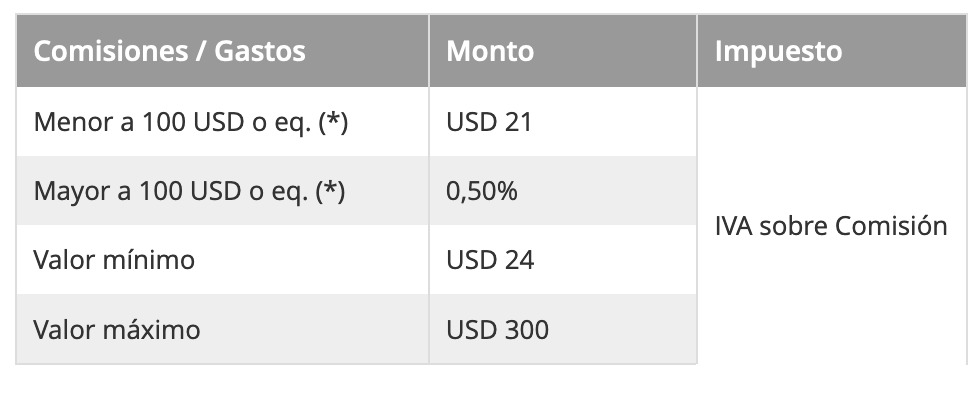 Comisiones / Gastos Monto Impuesto
Menor a 100 USD o eq. (*) USD 21
Mayor a 100 USD o eq. (*) 0,50%
IVA sobre Comisión
Valor mínimo USD 24
Valor máximo USD 300